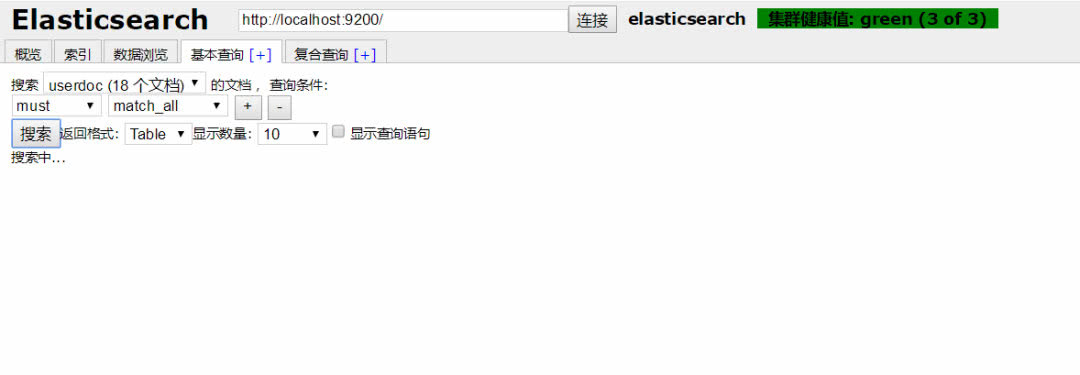 Elasticsearch http://localhost:9200/ 连接 elasticsearch 集群健康值: green (3 of 3)
概览 索引 数据浏览 基本查询 [+] 复合查询 [+]
搜索 userdoc (18 个文档) 的文档 ，查询条件:
must match_all + -
搜索 返回格式: Table 显示数量: 10 显示查询语句
搜索中...